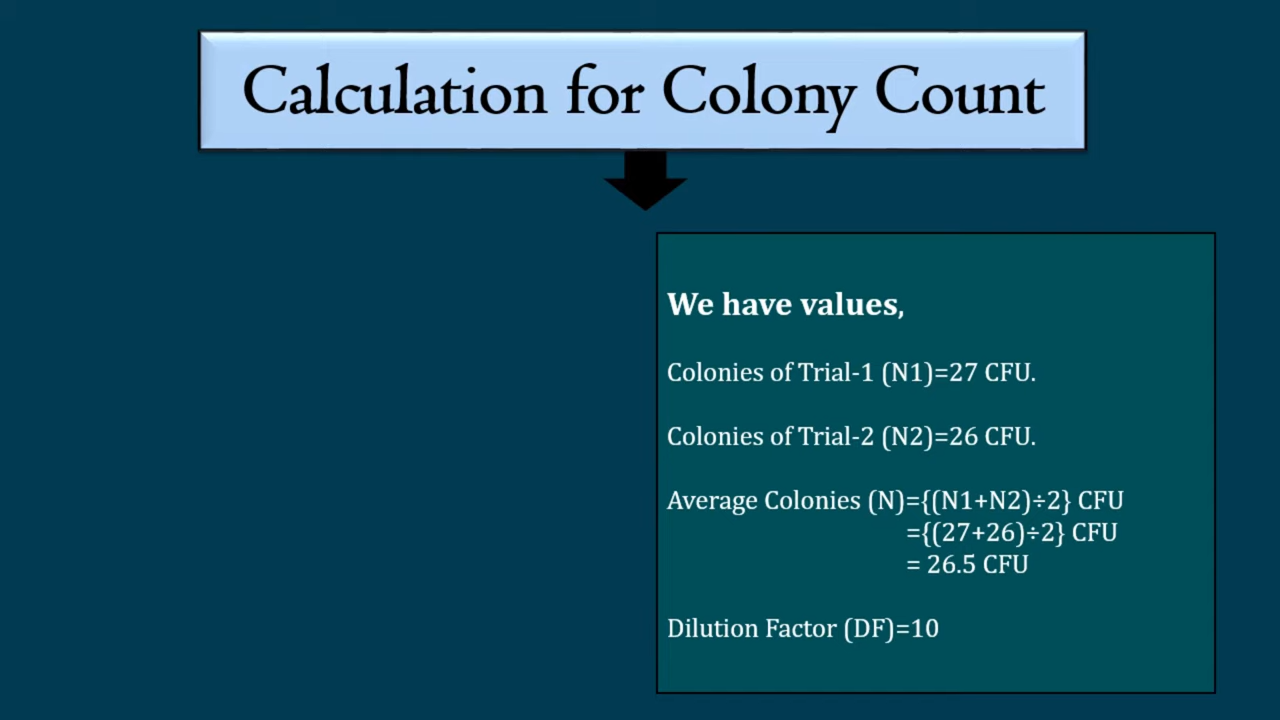 Calculation for Colony Count
We have values,
Colonies of Trial-1 (N1)=27 CFU.
Colonies of Trial-2 (N2)=26 CFU.
Average Colonies (N)={(N1+N2)÷2} CFU
={(27+26)÷2} CFU
= 26.5 CFU
Dilution Factor (DF)=10